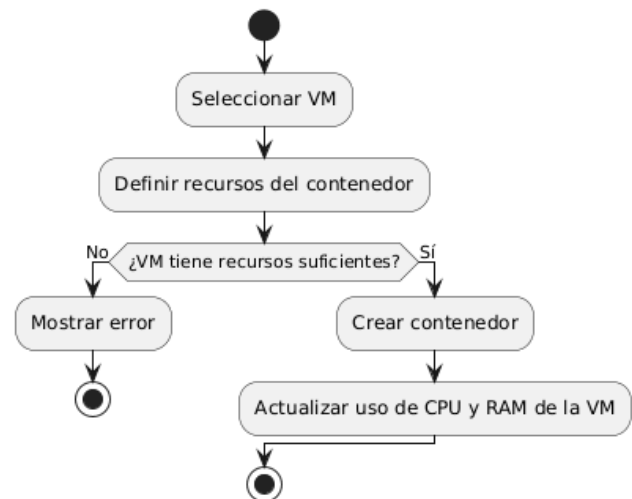 Seleccionar VM
Definir recursos del contenedor
No
¿VM tiene recursos suficientes?
Sí
Mostrar error
Crear contenedor
Actualizar uso de CPU y RAM de la VM